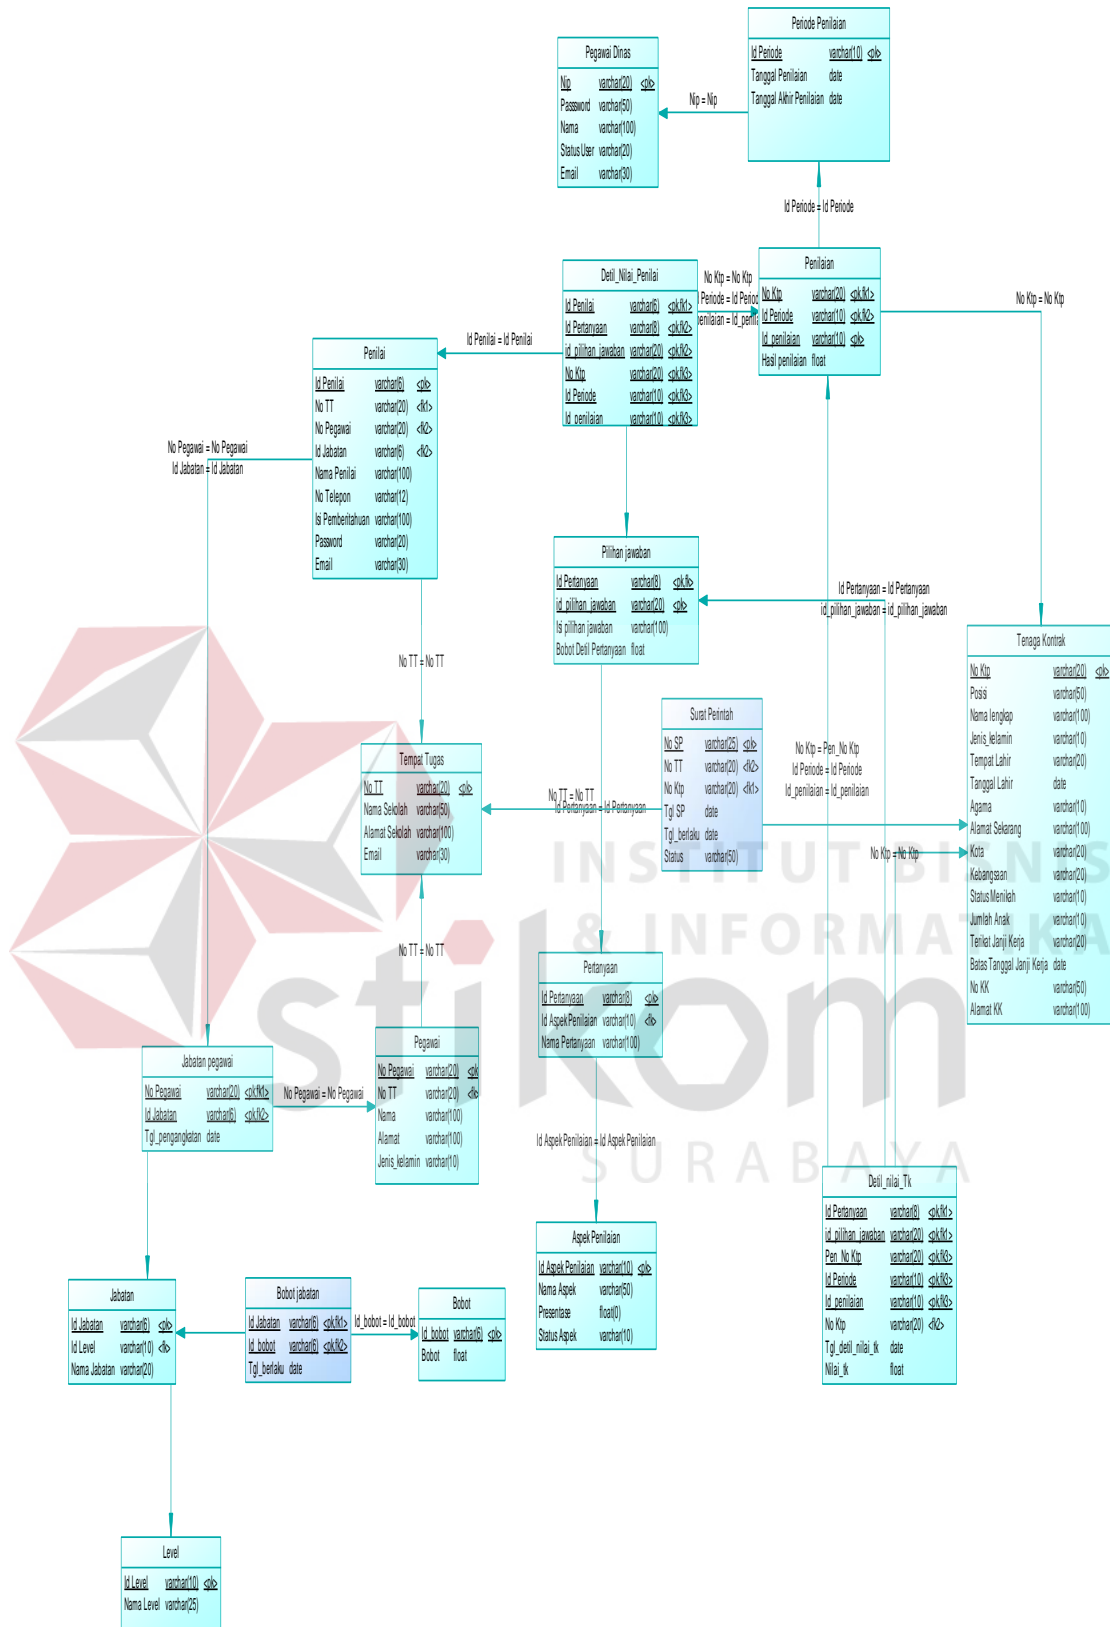 Periode Penilaian
Id Periode varchar(10) <pk>
Tanggal Penilaian date
Tanggal Akhir Penilaian date
Pegawai Dinas
Nip varchar(20) <pk>
Passsword varchar(50)
Nama varchar(100)
Status User varchar(20)
Email varchar(30)
Nip = Nip
Id Periode = Id Periode
Penilaian
No Ktp varchar(20) <pk,fk1>
Id Periode varchar(10) <pk,fk2>
Id_penilaian varchar(10) <pk>
Hasil penilaian float
Detil_Nilai_Penilai
Id Penilai varchar(6) <pk,fk1>
Id Pertanyaan varchar(8) <pk,fk2>
id_pilihan_jawaban varchar(20) <pk,fk2>
No Ktp varchar(20) <pk,fk3>
Id Periode varchar(10) <pk,fk3>
Id_penilaian varchar(10) <pk,fk3>
No Ktp = No Ktp
d Periode = Id Period
penilaian = Id_penil
No Ktp = No Ktp
Id Penilai = Id Penilai
Penilai
Id Penilai varchar(6) <pk>
No TT varchar(20) <fk1>
No Pegawai varchar(20) <fk2>
Id Jabatan varchar(6) <fk2>
Nama Penilai varchar(100)
No Telepon varchar(12)
Isi Pemberitahuan varchar(100)
Password varchar(20)
Email varchar(30)
No Pegawai = No Pegawai
Id Jabatan = Id Jabatan
Pilihan jawaban
Id Pertanyaan varchar(8) <pk,fk>
id_pilihan_jawaban varchar(20) <pk>
Isi pilihan jawaban varchar(100)
Bobot Detil Pertanyaan float
Id Pertanyaan = Id Pertanyaan
id_pilihan_jawaban = id_pilihan_jawaban
Tenaga Kontrak
No Ktp varchar(20) <pk>
Posisi varchar(50)
Nama lengkap varchar(100)
Jenis_kelamin varchar(10)
Tempat Lahir varchar(20)
Tanggal Lahir date
Agama varchar(10)
Alamat Sekarang varchar(100)
Kota varchar(20)
Kebangsaan varchar(20)
Status Menikah varchar(10)
Jumlah Anak varchar(10)
Terikat Janji Kerja varchar(20)
Batas Tanggal Janji Kerja date
No KK varchar(50)
Alamat KK varchar(100)
No TT = No TT
Surat Perintah
No SP varchar(25) <pk>
No TT varchar(20) <fk2>
No Ktp varchar(20) <fk1>
Tgl SP date
Tgl_berlaku date
Status varchar(50)
Tempat Tugas
No TT varchar(20) <pk>
Nama Sekolah varchar(50)
Alamat Sekolah varchar(100)
Email varchar(30)
No Ktp = Pen_No Ktp
Id Periode = Id Periode
Id_penilaian = Id_penilaian
No TT = No TT
Id Pertanyaan = Id Pertanyaan
No Ktp = No Ktp
INSTITUT BISNIS
& INFORMATIKA
stikom
SURABAYA
No TT = No TT
Pertanyaan
Id Pertanyaan varchar(8) <pk>
Id Aspek Penilaian varchar(10) <fk>
Nama Pertanyaan varchar(100)
Pegawai
No Pegawai varchar(20) <pk
No TT varchar(20) <fk
Nama varchar(100)
Alamat varchar(100)
Jenis_kelamin varchar(10)
Jabatan pegawai
No Pegawai varchar(20) <pk,fk1>
Id Jabatan varchar(6) <pk,fk2>
Tgl_pengangkatan date
No Pegawai = No Pegawai
Id Aspek Penilaian = Id Aspek Penilaian
Detil_nilai_Tk
Id Pertanyaan varchar(8) <pk,fk1>
id_pilihan_jawaban varchar(20) <pk,fk1>
Pen_No Ktp varchar(20) <pk,fk3>
Id Periode varchar(10) <pk,fk3>
Id_penilaian varchar(10) <pk,fk3>
No Ktp varchar(20) <fk2>
Tgl_detil_nilai_tk date
Nilai_tk float
Aspek Penilaian
Id Aspek Penilaian varchar(10) <pk>
Nama Aspek varchar(50)
Presentase float(0)
Status Aspek varchar(10)
Jabatan
Id Jabatan varchar(6) <pk>
Id Level varchar(10) <fk>
Nama Jabatan varchar(20)
Bobot jabatan
Id Jabatan varchar(6) <pk,fk1>
Id_bobot varchar(6) <pk,fk2>
Tgl_berlaku date
Id_bobot = Id_bobot
Bobot
Id_bobot varchar(6) <pk>
Bobot float
Level
Id Level varchar(10) <pk>
Nama Level varchar(25)